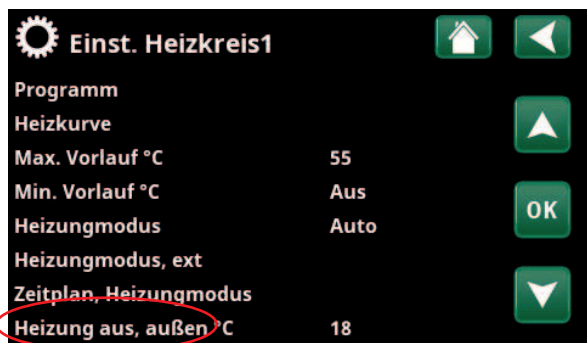 Einst. Heizkreis1
Programm
Heizkurve
Max. Vorlauf °C 55
Min. Vorlauf °C Aus
Heizungmodus Auto
OK
Heizungmodus, ext
Zeitplan, Heizungmodus
Heizung aus, außen °C 18